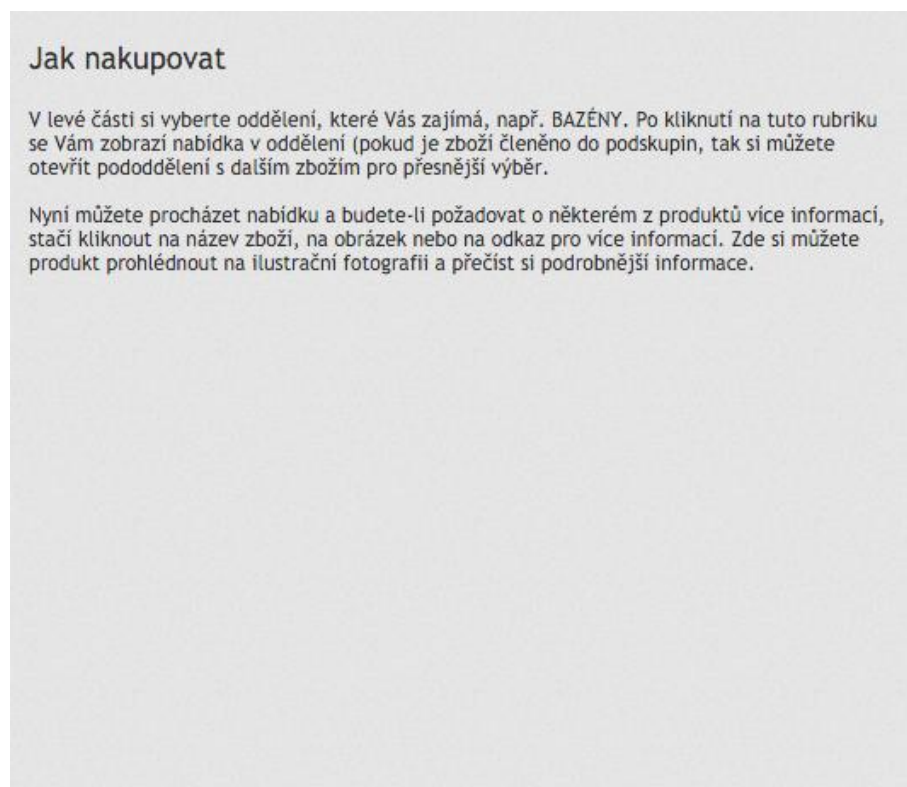 Jak nakupovat
V levé části si vyberte oddělení, které Vás zajímá, např. BAZÉNY. Po kliknutí na tuto rubriku
se Vám zobrazí nabídka v oddělení (pokud je zboží členěno do podskupin, tak si můžete
otevřít pododdělení s dalším zbožím pro přesnější výběr.
Nyní můžete procházet nabídku a budete-li požadovat o některém z produktů více informací,
stačí kliknout na název zboží, na obrázek nebo na odkaz pro více informací. Zde si můžete
produkt prohlédnout na ilustrační fotografii a přečíst si podrobnější informace.